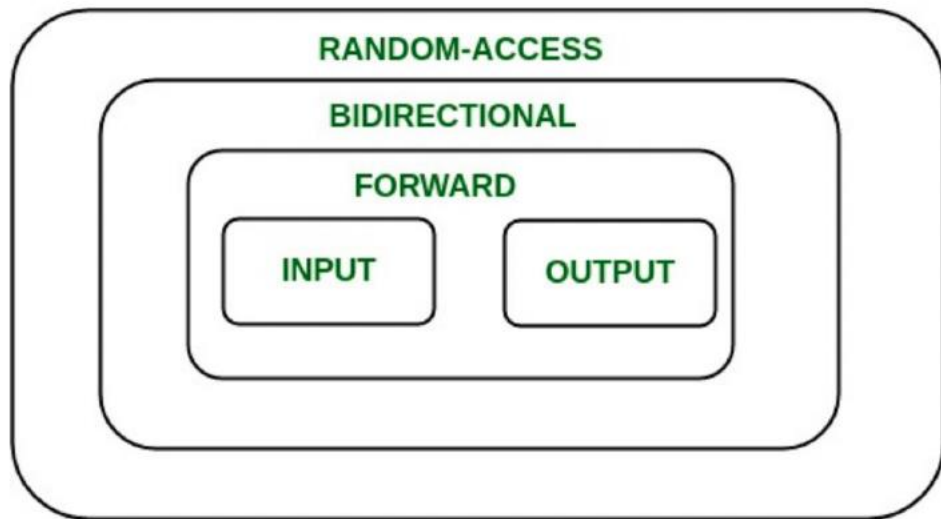 RANDOM-ACCESS
BIDIRECTIONAL
FORWARD
INPUT OUTPUT